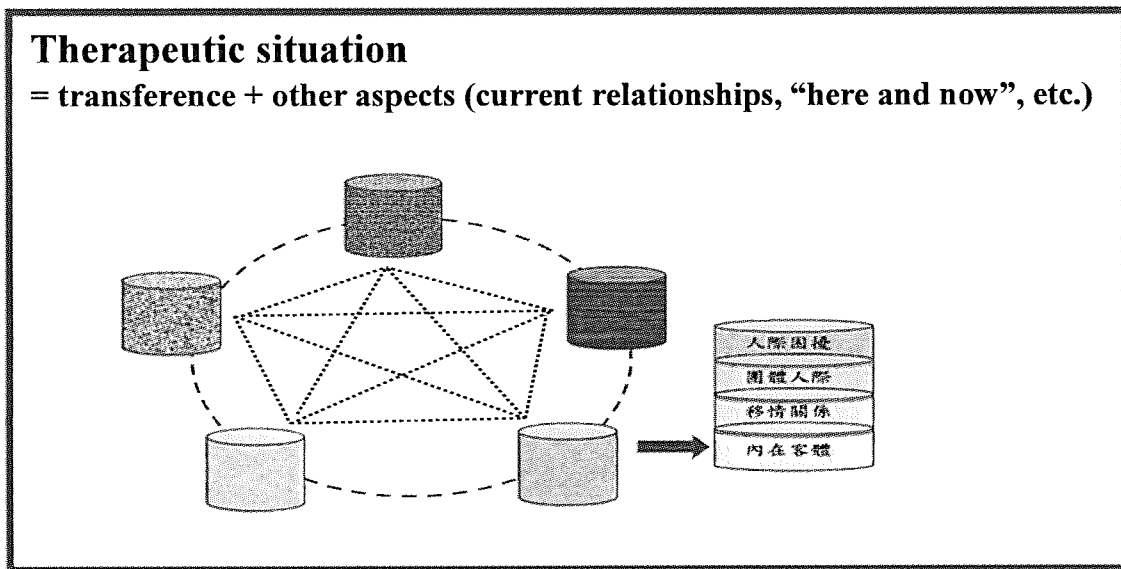 Therapeutic situation
= transference + other aspects (current relationships, “here and now”, etc.)
人際困擾
團體人際
移情關係
內在客體